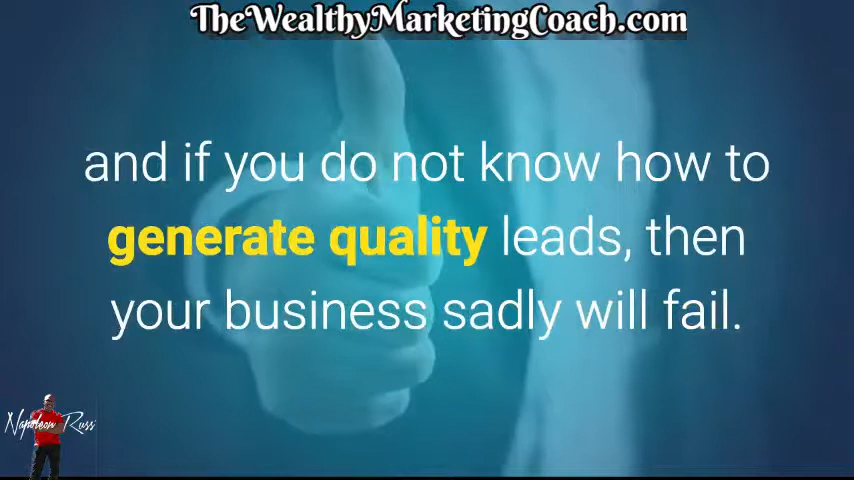 TheWealthyMarketingCoach.com
and if you do not know how to
generate quality leads, then
your business sadly will fail.
Napoleon Russ